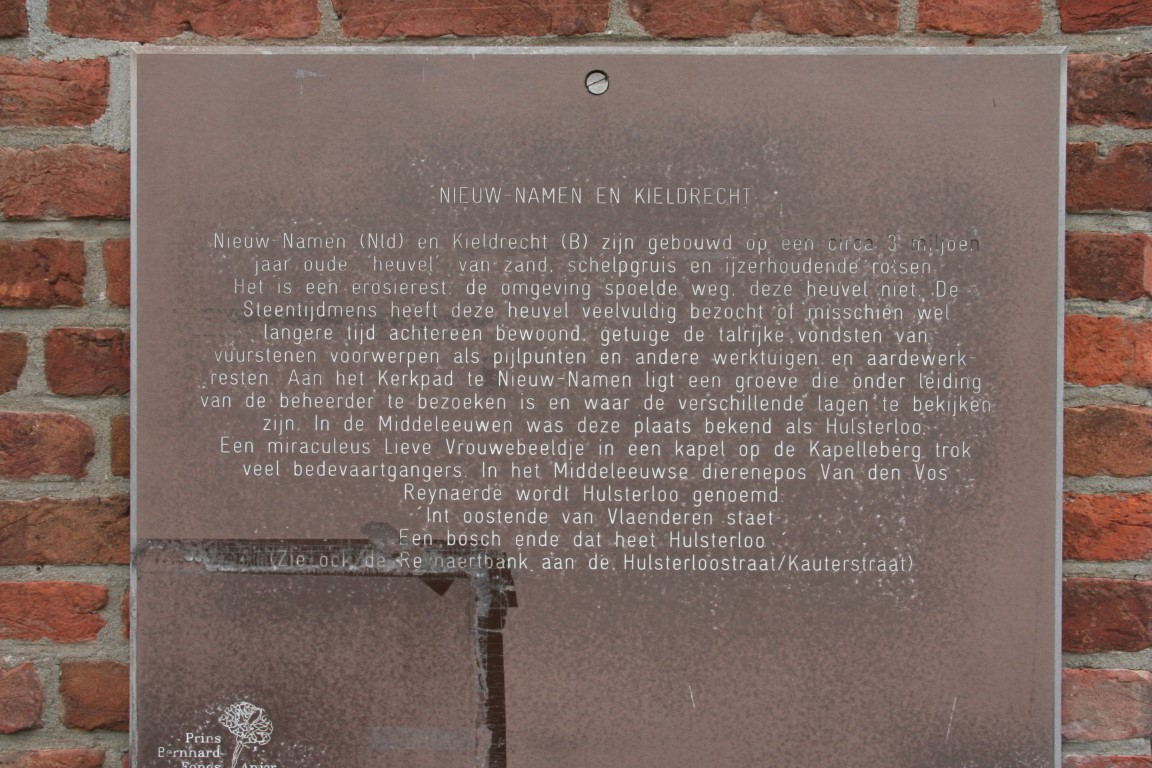 NIEUW-NAMEN EN KIELDRECHT
Nieuw-Namen (Nld) en Kieldrecht (B) zijn gebouwd op een circa 3 miljoen
jaar oude 'heuvel' van zand, schelpgruis en ijzerhoudende rotsen.
Het is een erosierest: de omgeving spoelde weg, deze heuvel niet. De
Steentijdmens heeft deze heuvel veelvuldig bezocht of misschien wel
langere tijd achtereen bewoond, getuige de talrijke vondsten van
vuurstenen voorwerpen als pijlpunten en andere werktuigen en aardewerk-
resten. Aan het Kerkpad te Nieuw-Namen ligt een groeve die onder leiding
van de beheerder te bezoeken is en waar de verschillende lagen te bekijken
zijn. In de Middeleeuwen was deze plaats bekend als Hulsterloo.
Een miraculeus Lieve Vrouwebeeldje in een kapel op de Kapelleberg trok
veel bedevaartgangers. In het Middeleeuwse dierenepos Van den Vos
Reynaerde wordt Hulsterloo genoemd:
Int oostende van Vlaenderen staet
Een bosch ende dat heet Hulsterloo
(Zie ook de Reynaertbank aan de Hulsterloostraat/Kauterstraat)
Prins
Bernhard
Fonds Anjer